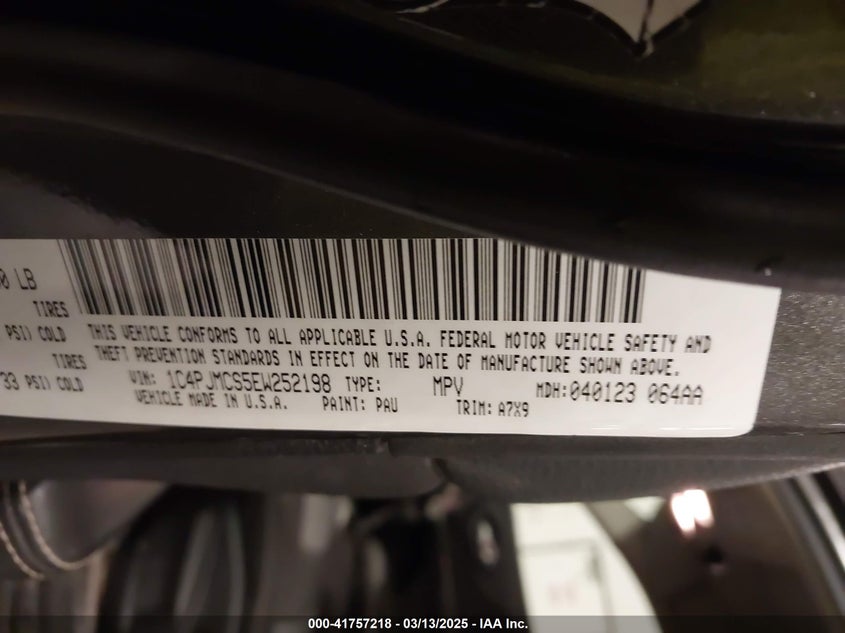 0 LB
TIRES
PSI) COLD
TIRES
33 PSI) COLD
THIS VEHICLE CONFORMS TO ALL APPLICABLE U.S.A. FEDERAL MOTOR VEHICLE SAFETY AND
THEFT PREVENTION STANDARDS IN EFFECT ON THE DATE OF MANUFACTURE SHOWN ABOVE.
VIN: 1C4PJMCS5EW252198 TYPE: MPV MDH:040123 064AA
VEHICLE MADE IN U.S.A. PAINT: PAU TRIM: A7X9
000-41757218 - 03/13/2025 - IAA Inc.